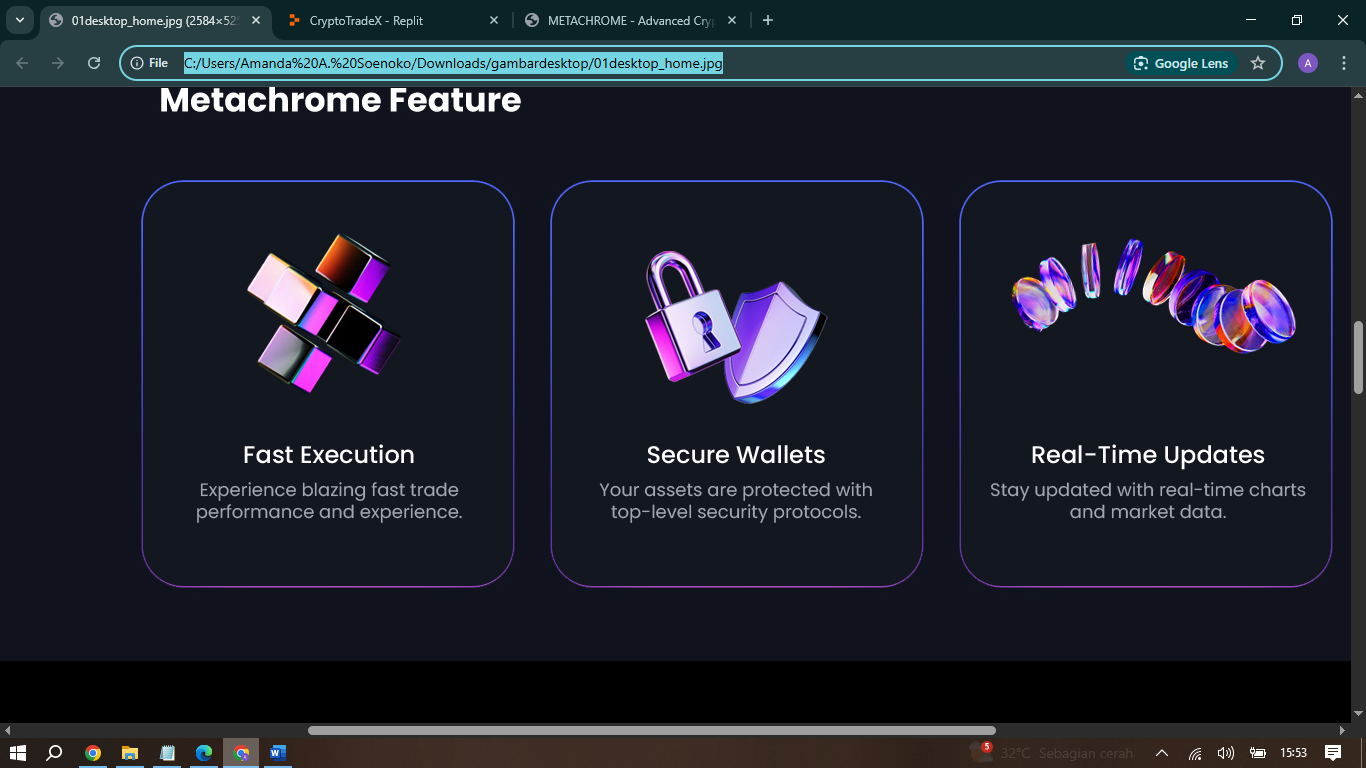 01desktop_home.jpg (2584×52
CryptoTradeX - Replit
METACHROME - Advanced Cry
File
C:/Users/Amanda%20A.%20Soenoko/Downloads/gambardesktop/01desktop_home.jpg
Google Lens
A
Metachrome Feature
Fast Execution
Experience blazing fast trade
performance and experience.
Secure Wallets
Your assets are protected with
top-level security protocols.
Real-Time Updates
Stay updated with real-time charts
and market data.
W
5
32°C Sebagian cerah
15:53